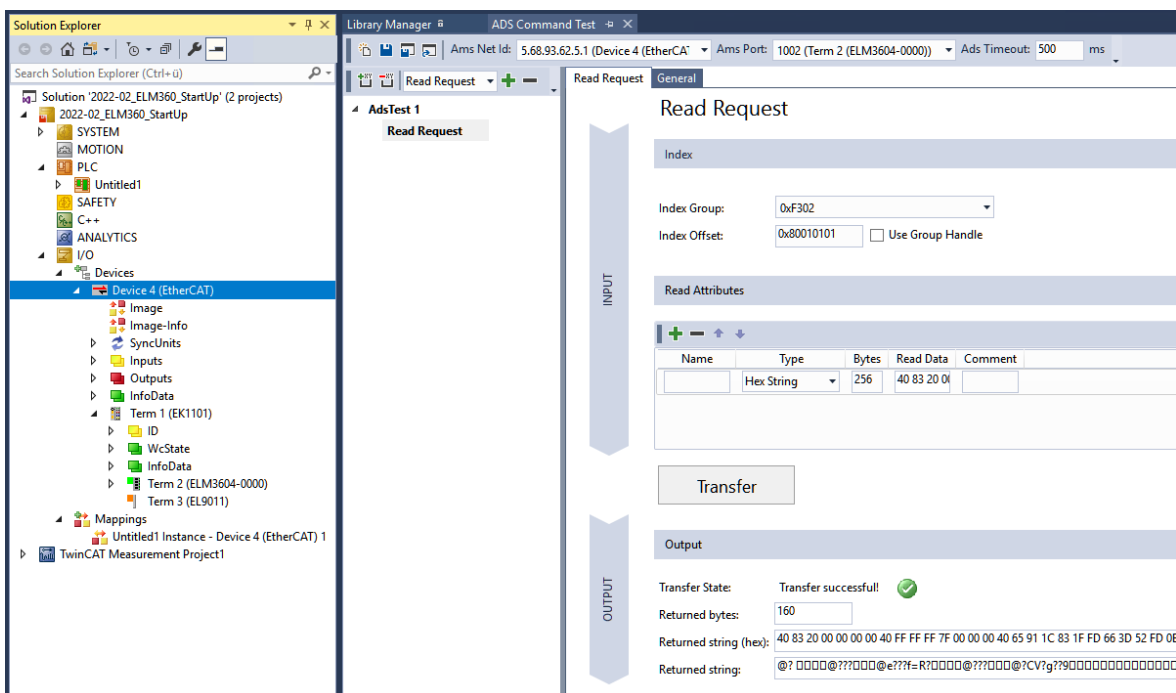 Solution Explorer
Search Solution Explorer (Ctrl+ü)
Solution '2022-02_ELM360_StartUp' (2 projects)
2022-02_ELM360_StartUp
SYSTEM
MOTION
PLC
Untitled1
SAFETY
C++
ANALYTICS
I/O
Devices
Device 4 (EtherCAT)
Image
Image-Info
SyncUnits
Inputs
Outputs
InfoData
Term 1 (EK1101)
ID
WcState
InfoData
Term 2 (ELM3604-0000)
Term 3 (EL9011)
Mappings
Untitled1 Instance - Device 4 (EtherCAT) 1
TwinCAT Measurement Project1
Library Manager
ADS Command Test
Ams Net Id: 5.68.93.62.5.1 (Device 4 (EtherCAT Ams Port: 1002 (Term 2 (ELM3604-0000)) Ads Timeout: 500 ms
Read Request
AdsTest 1
Read Request
Read Request General
Read Request
INPUT
Index
Index Group: 0xF302
Index Offset: 0x80010101 Use Group Handle
Read Attributes
Name Type Bytes Read Data Comment
Hex String 256 40 83 20 00
Transfer
OUTPUT
Output
Transfer State: Transfer successful!
Returned bytes: 160
Returned string (hex): 40 83 20 00 00 00 00 40 FF FF FF 7F 00 00 00 40 65 91 1C 83 1F FD 66 3D 52 FD 0E
Returned string: